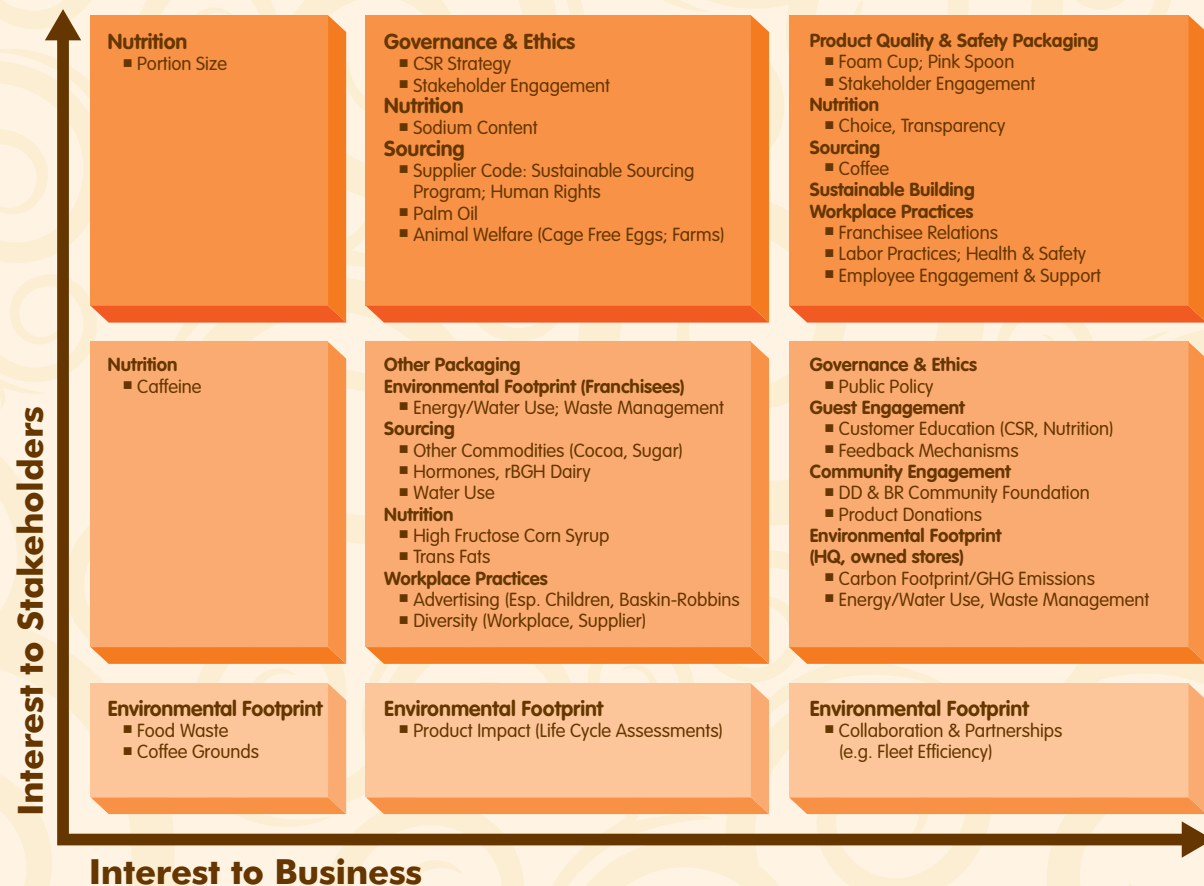 Nutrition
■ Portion Size
Governance & Ethics
■ CSR Strategy
■ Stakeholder Engagement
Nutrition
■ Sodium Content
Sourcing
■ Supplier Code: Sustainable Sourcing
Program; Human Rights
■ Palm Oil
■ Animal Welfare (Cage Free Eggs; Farms)
Product Quality & Safety Packaging
■ Foam Cup; Pink Spoon
■ Stakeholder Engagement
Nutrition
■ Choice, Transparency
Sourcing
■ Coffee
Sustainable Building
Workplace Practices
■ Franchisee Relations
■ Labor Practices; Health & Safety
■ Employee Engagement & Support
Nutrition
■ Caffeine
Other Packaging
Environmental Footprint (Franchisees)
■ Energy/Water Use; Waste Management
Sourcing
■ Other Commodities (Cocoa, Sugar)
■ Hormones, rBGH Dairy
■ Water Use
Nutrition
■ High Fructose Corn Syrup
■ Trans Fats
Workplace Practices
■ Advertising (Esp. Children, Baskin-Robbins
■ Diversity (Workplace, Supplier)
Governance & Ethics
■ Public Policy
Guest Engagement
■ Customer Education (CSR, Nutrition)
■ Feedback Mechanisms
Community Engagement
■ DD & BR Community Foundation
■ Product Donations
Environmental Footprint
(HQ, owned stores)
■ Carbon Footprint/GHG Emissions
■ Energy/Water Use, Waste Management
Environmental Footprint
■ Food Waste
■ Coffee Grounds
Environmental Footprint
■ Product Impact (Life Cycle Assessments)
Environmental Footprint
■ Collaboration & Partnerships
(e.g. Fleet Efficiency)
Interest to Stakeholders
Interest to Business